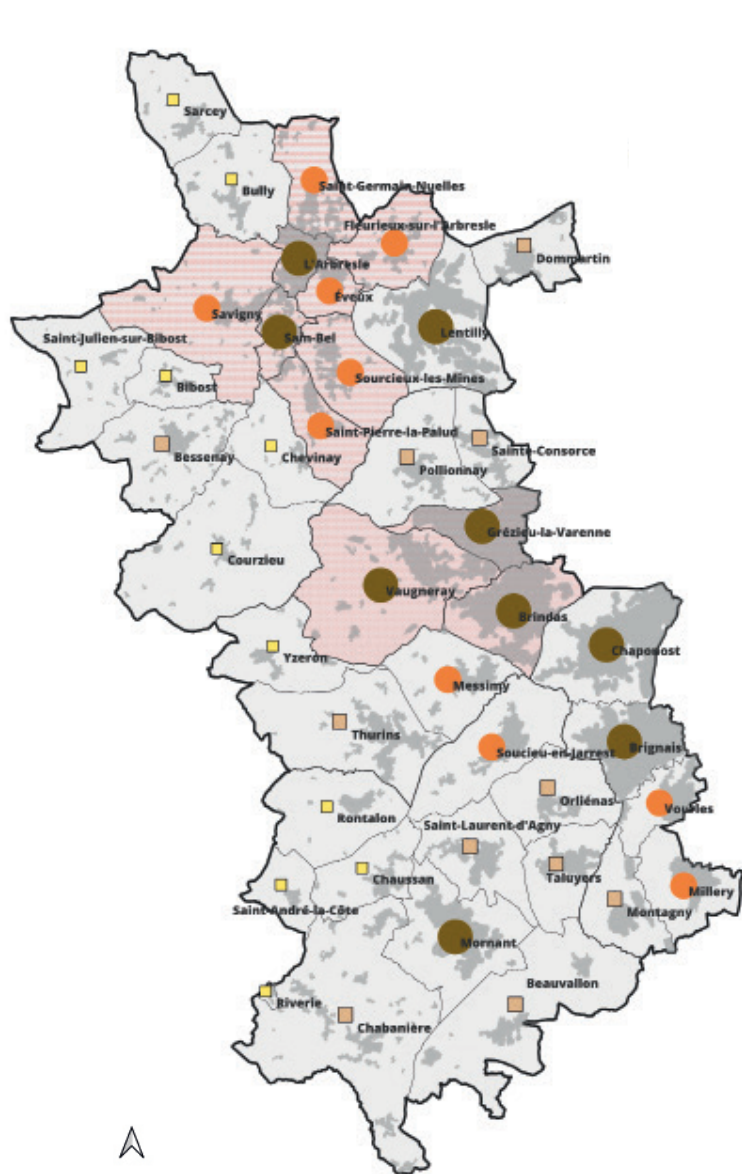 Sarcey
Bully
Saint-Germain-Nuelles
Fleurieux-sur-l'Arbresle
Dommartin
L'Arbresle
Éveux
Savigny
Lentilly
Sain-Bel
Saint-Julien-sur-Bibost
Bibost
Sourcieux-les-Mines
Saint-Pierre-la-Palud
Sainte-Consorce
Bessenay
Chevinay
Pollionnay
Grézieu-la-Varenne
Courzieu
Vaugneray
Brindas
Chaponost
Yzeron
Messimy
Thurins
Soucieu-en-Jarrest
Brignais
Orliénas
Vourles
Rontalon
Saint-Laurent-d'Agny
Chaussan
Taluyers
Millery
Saint-André-la-Côte
Montagny
Mornant
Beauvallon
Riverie
Chabanière